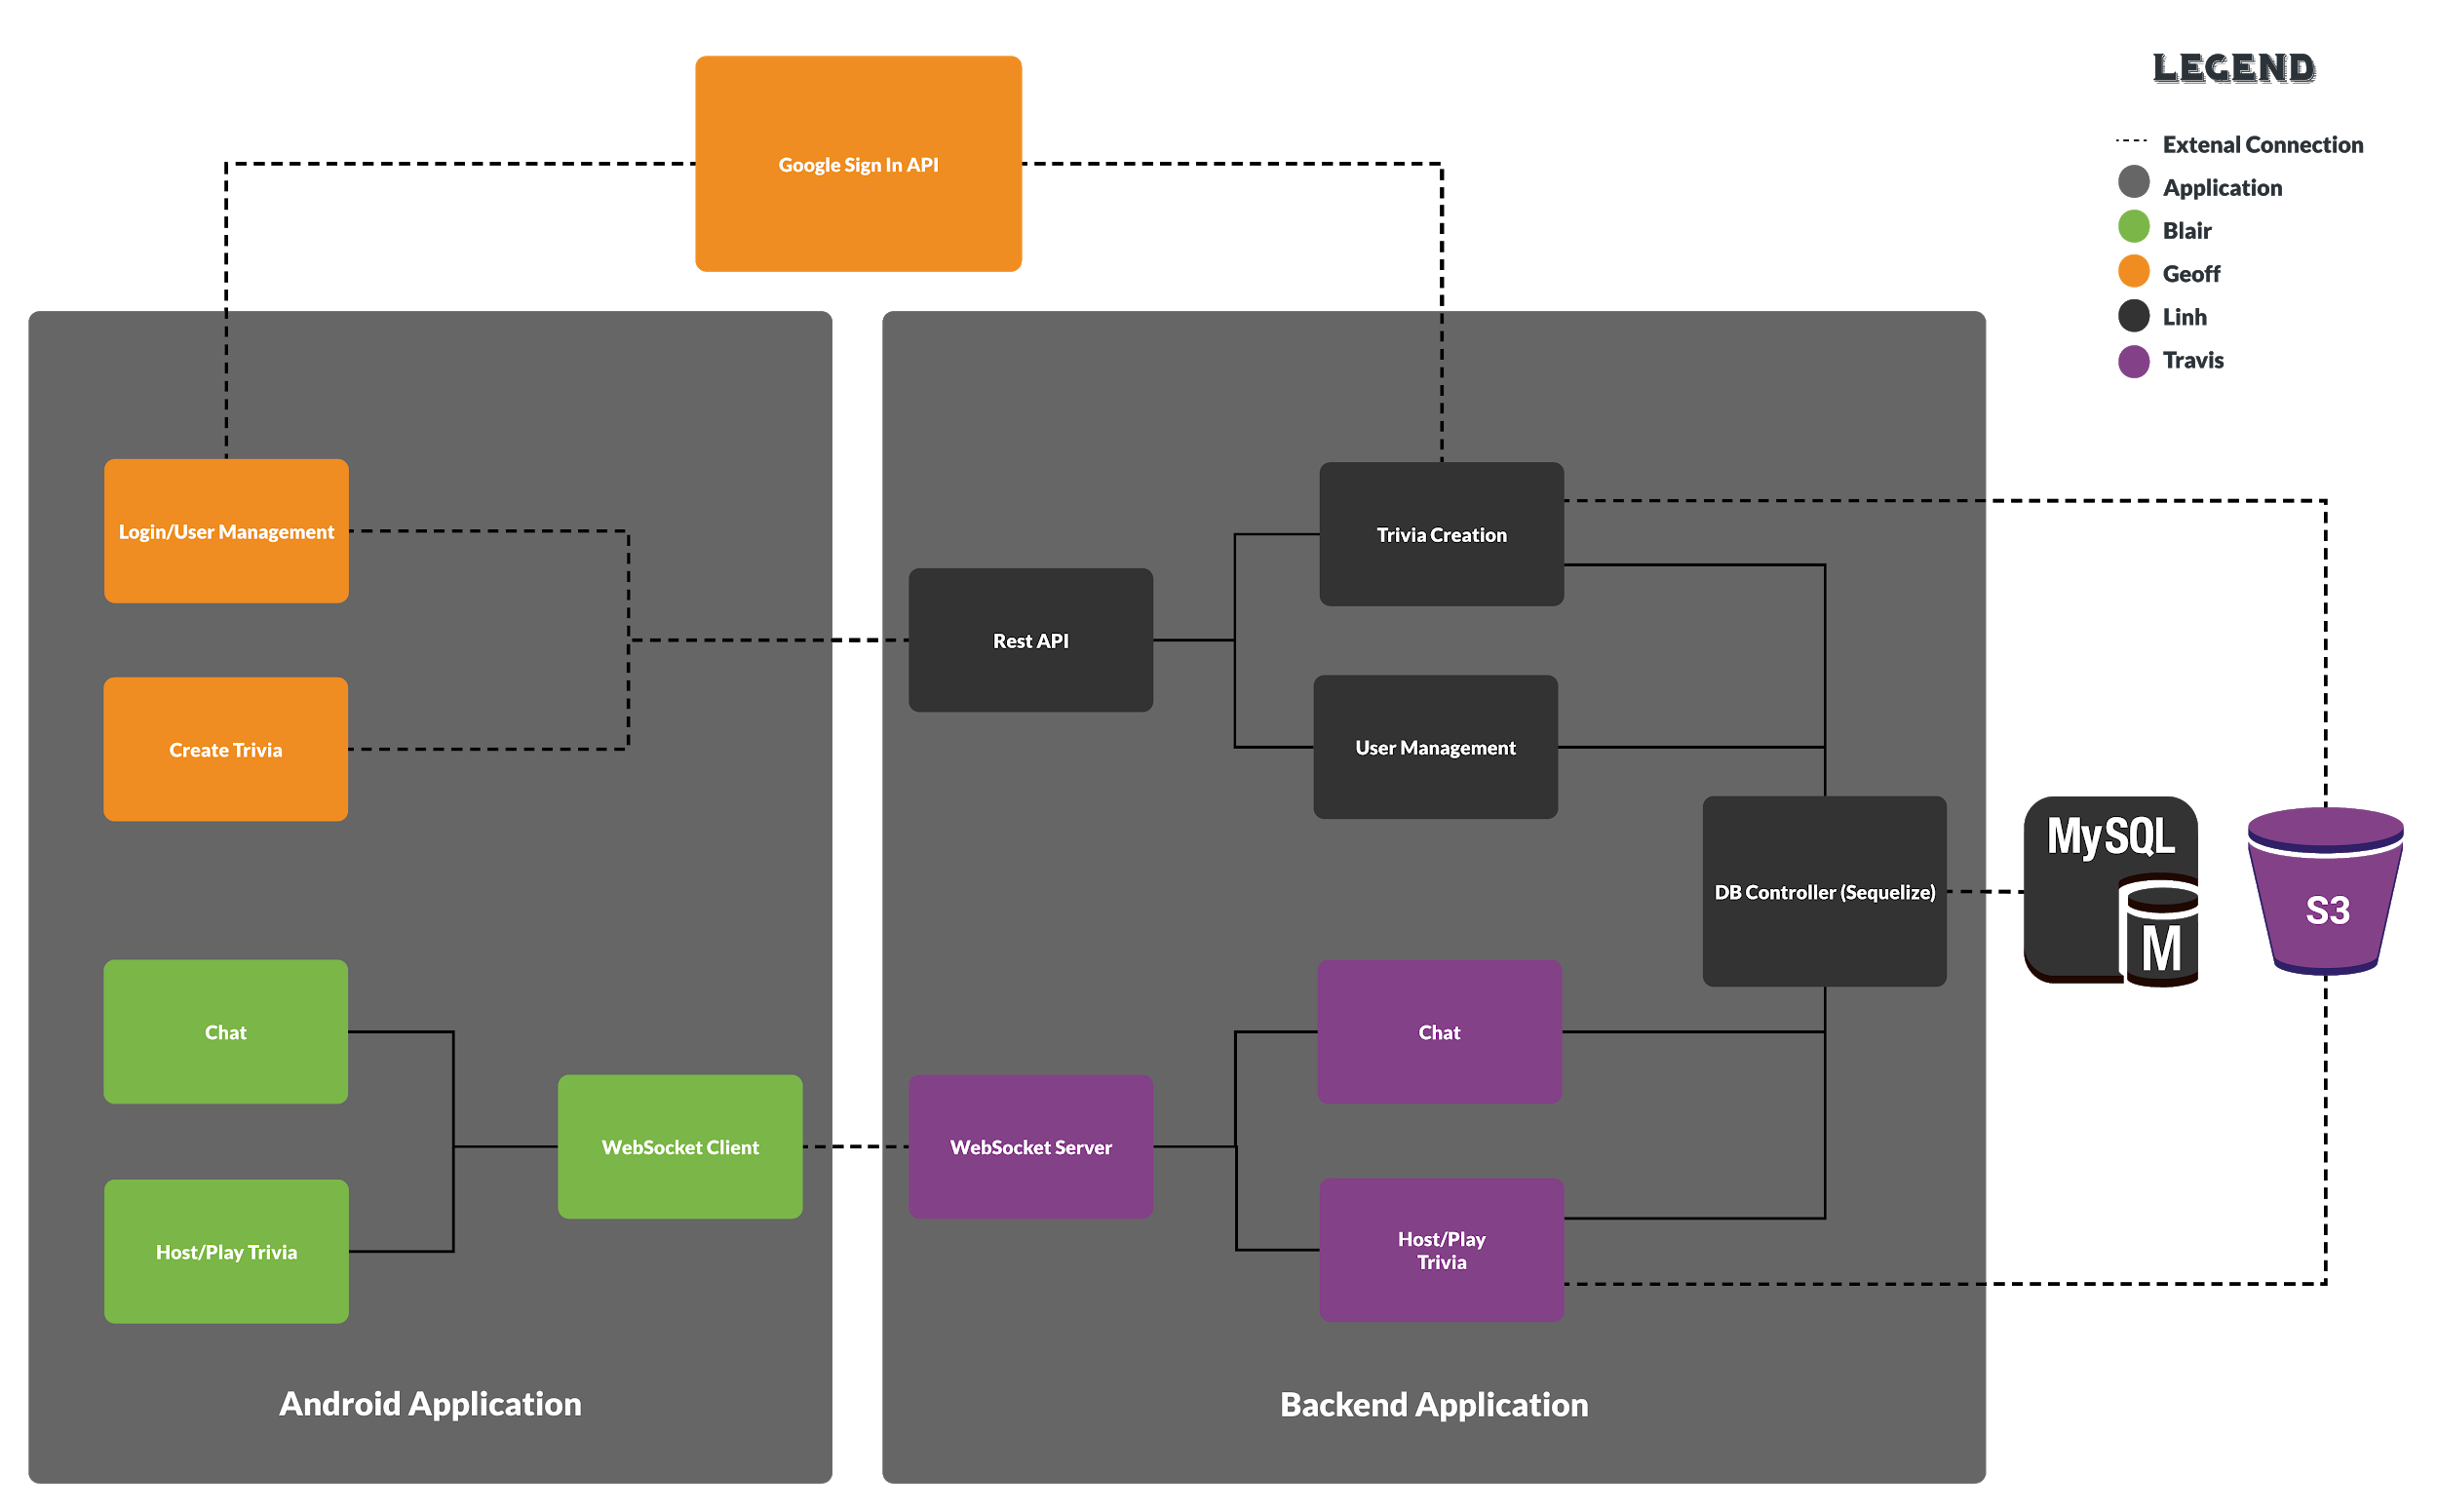 LEGEND
Extenal Connection
Application
Blair
Geoff
Linh
Travis
Google Sign In API
Login/User Management
Create Trivia
Chat
Host/Play Trivia
WebSocket Client
Android Application
Rest API
Trivia Creation
User Management
DB Controller (Sequelize)
WebSocket Server
Chat
Host/Play
Trivia
Backend Application
MySQL
M
S3